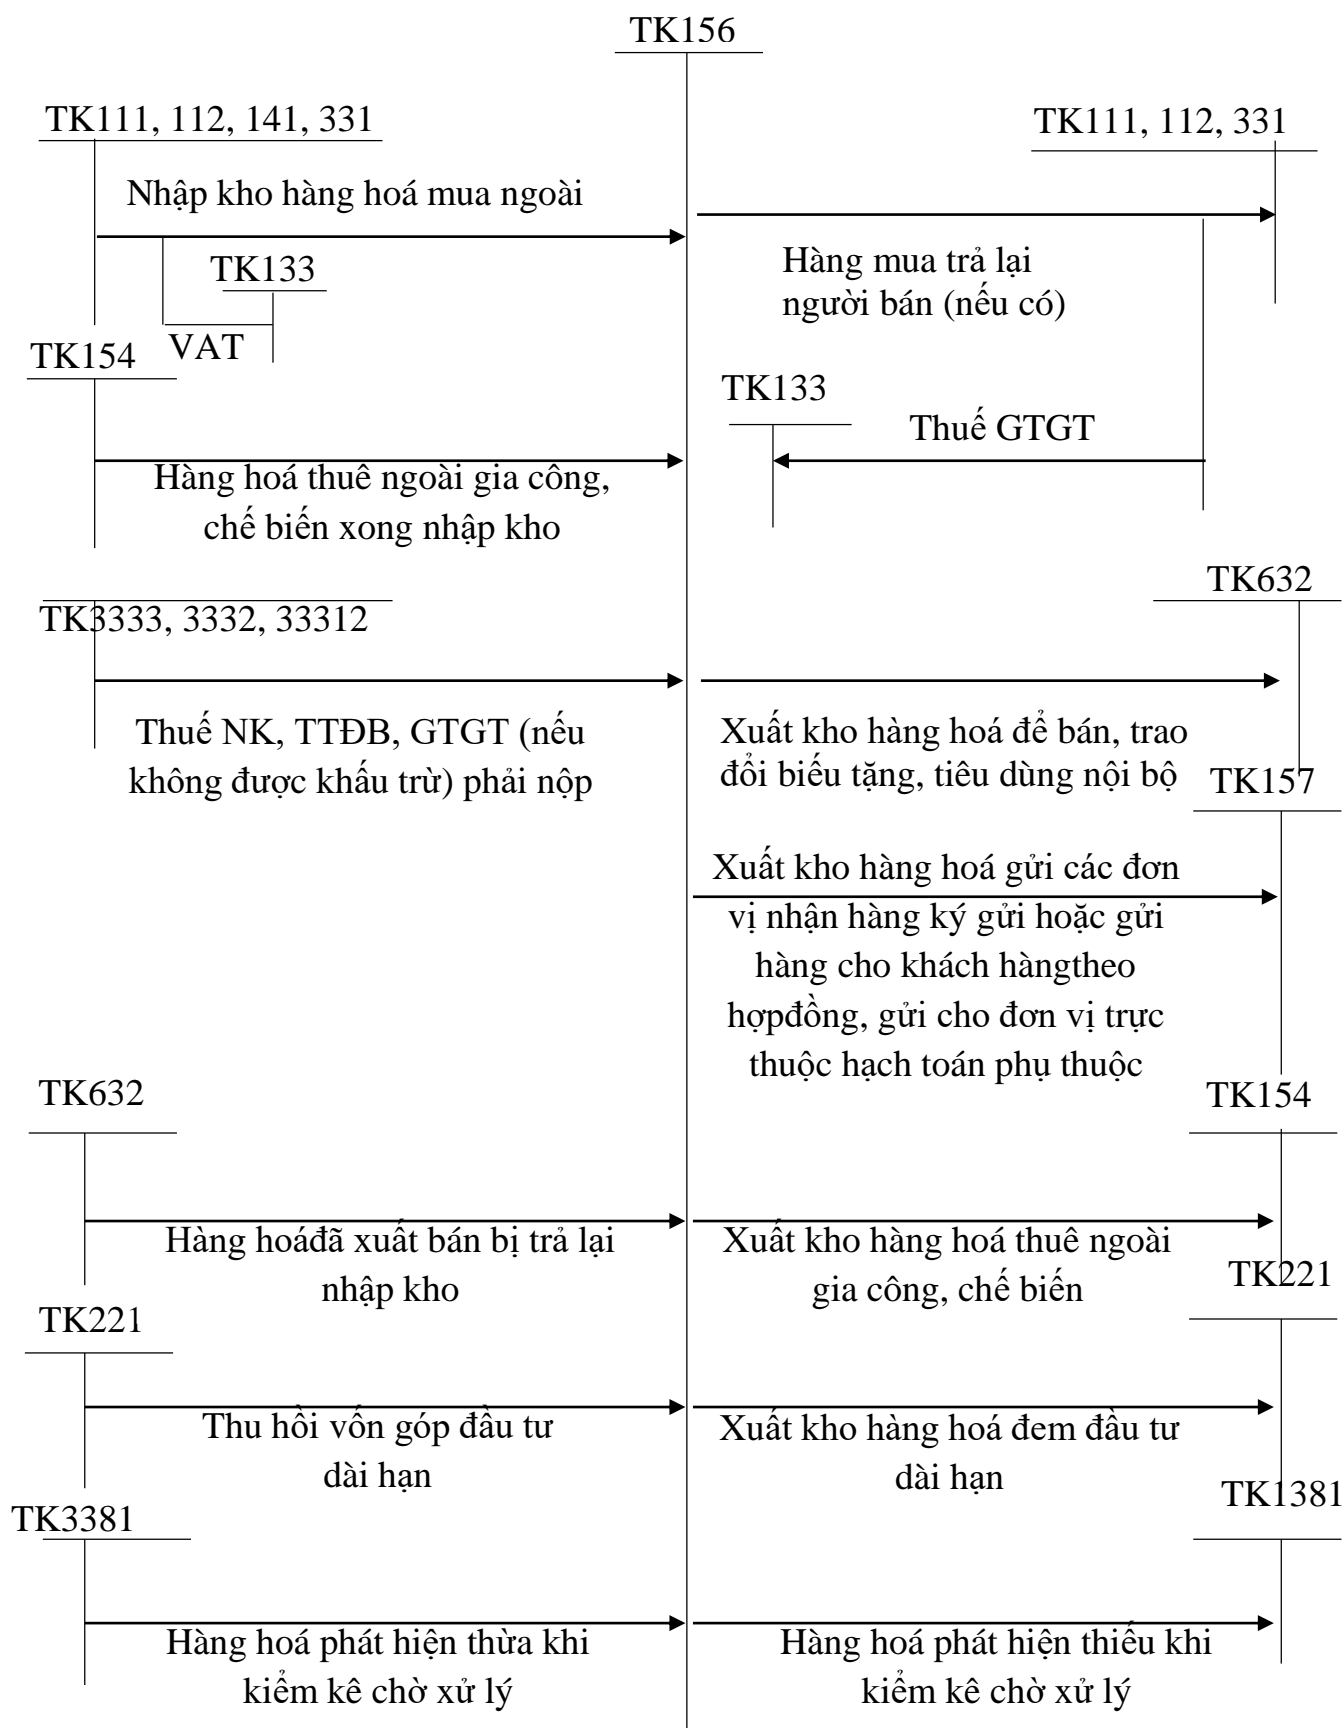 TK156
TK111, 112, 141, 331
TK111, 112, 331
Nhập kho hàng hoá mua ngoài
TK133
VAT
Hàng mua trả lại
người bán (nếu có)
TK154
TK133
Thuế GTGT
Hàng hoá thuê ngoài gia công,
chế biến xong nhập kho
TK632
TK3333, 3332, 33312
Thuế NK, TTĐB, GTGT (nếu
không được khấu trừ) phải nộp
Xuất kho hàng hoá để bán, trao
đổi biếu tặng, tiêu dùng nội bộ
TK157
Xuất kho hàng hoá gửi các đơn
vị nhận hàng ký gửi hoặc gửi
hàng cho khách hàngtheo
hợpđồng, gửi cho đơn vị trực
thuộc hạch toán phụ thuộc
TK632
TK154
Hàng hoáđã xuất bán bị trả lại
nhập kho
Xuất kho hàng hoá thuê ngoài
gia công, chế biến
TK221
TK221
Thu hồi vốn góp đầu tư
dài hạn
Xuất kho hàng hoá đem đầu tư
dài hạn
TK3381
TK1381
Hàng hoá phát hiện thừa khi
kiểm kê chờ xử lý
Hàng hoá phát hiện thiếu khi
kiểm kê chờ xử lý